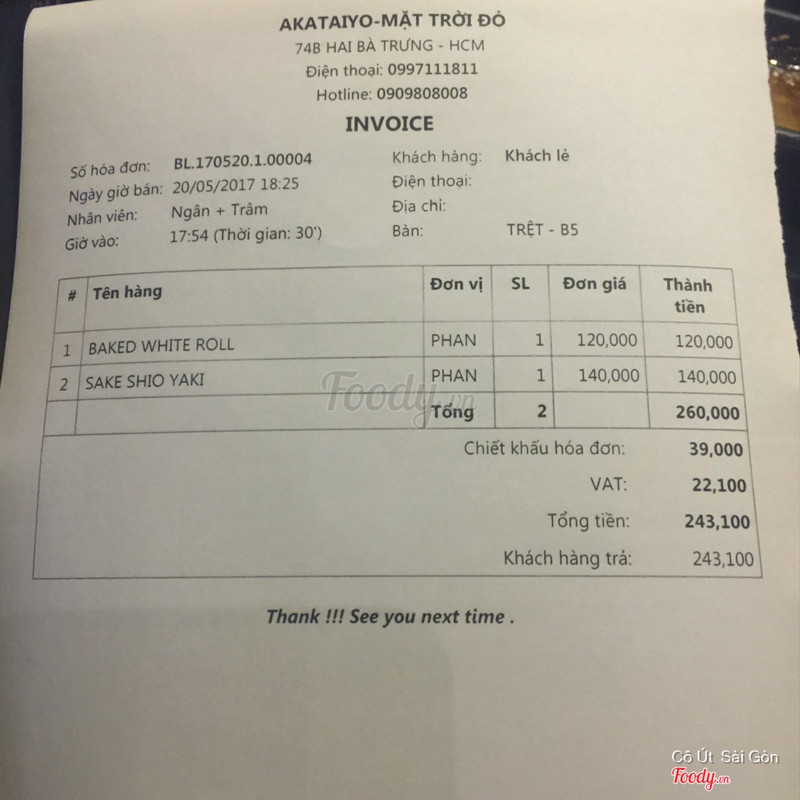 AKATAIYO-MẶT TRỜI ĐỎ
74B HAI BÀ TRƯNG - HCM
Điện thoại: 0997111811
Hotline: 0909808008
INVOICE
Số hóa đơn: BL.170520.1.00004 Khách hàng: Khách lẻ
Ngày giờ bán: 20/05/2017 18:25 Điện thoại:
Nhân viên: Ngân + Trâm Địa chỉ:
Giờ vào: 17:54 (Thời gian: 30') Bàn: TRỆT - B5
# Tên hàng Đơn vị SL Đơn giá Thành tiền
1 BAKED WHITE ROLL PHAN 1 120,000 120,000
2 SAKE SHIO YAKI PHAN 1 140,000 140,000
Foody.vn
Tổng 2 260,000
Chiết khấu hóa đơn: 39,000
VAT: 22,100
Tổng tiền: 243,100
Khách hàng trả: 243,100
Thank !!! See you next time .
Cô Út Sài Gòn
Foody.vn